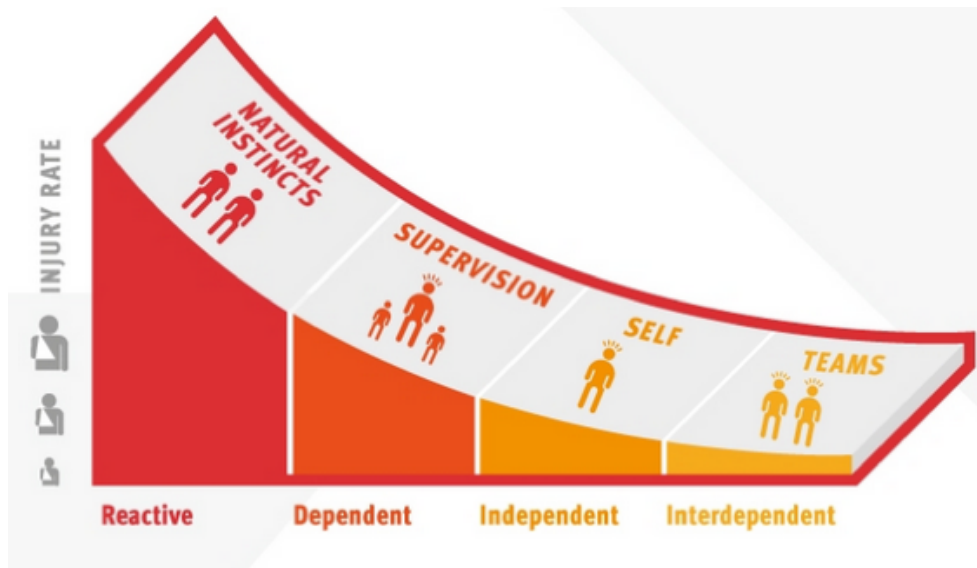 NATURAL
INSTINCTS
SUPERVISION
SELF
TEAMS
INJURY RATE
Reactive
Dependent
Independent
Interdependent